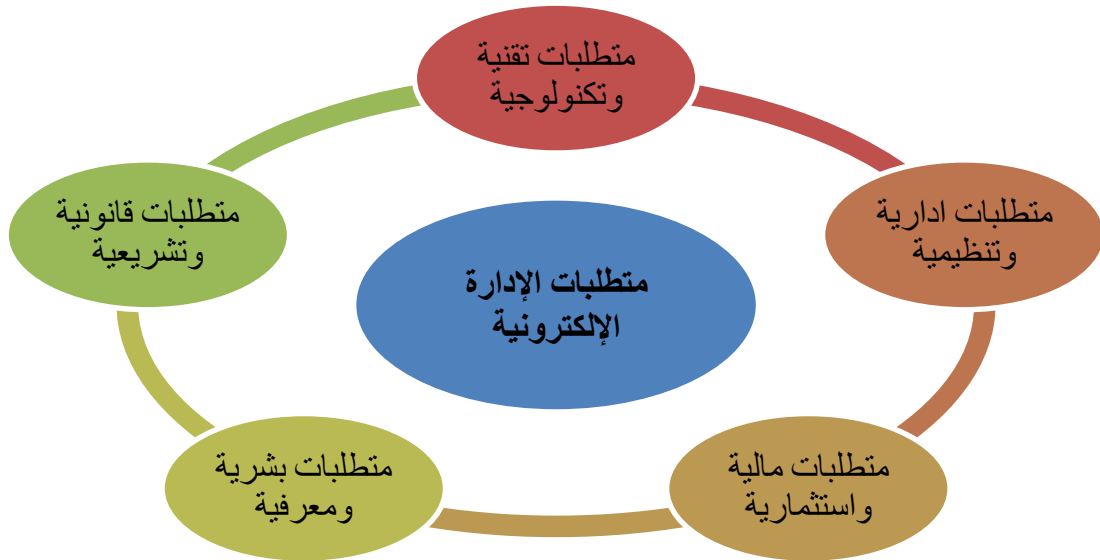 متطلبات تقنية
وتكنولوجية
متطلبات ادارية
وتنظيمية
متطلبات مالية
واستثمارية
متطلبات بشرية
ومعرفية
متطلبات قانونية
وتشريعية
متطلبات الإدارة
الإلكترونية